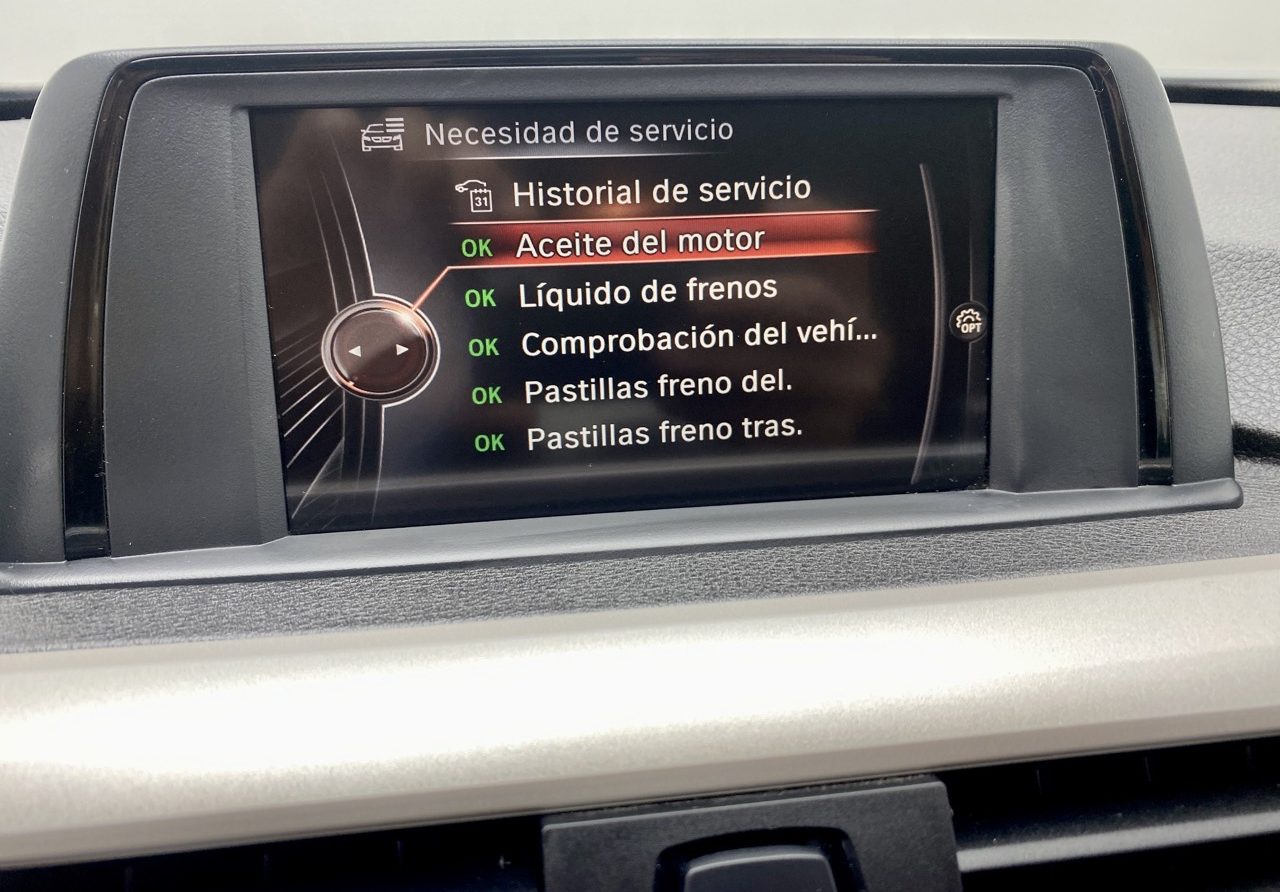 Necesidad de servicio
31 Historial de servicio
OK Aceite del motor
OK Líquido de frenos
OK Comprobación del vehí...
OPT
OK Pastillas freno del.
OK Pastillas freno tras.